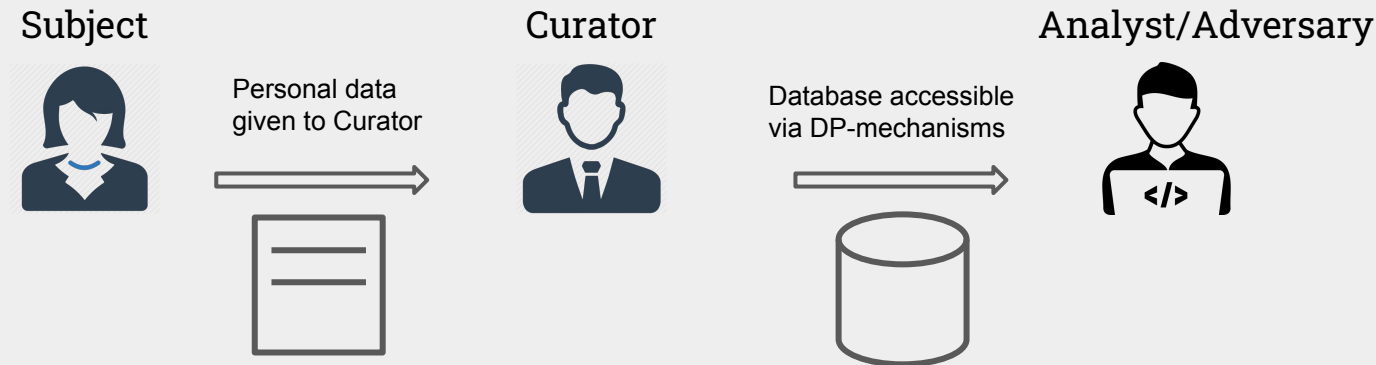 Subject
Curator
Analyst/Adversary
Personal data
given to Curator
Database accessible
via DP-mechanisms
</>